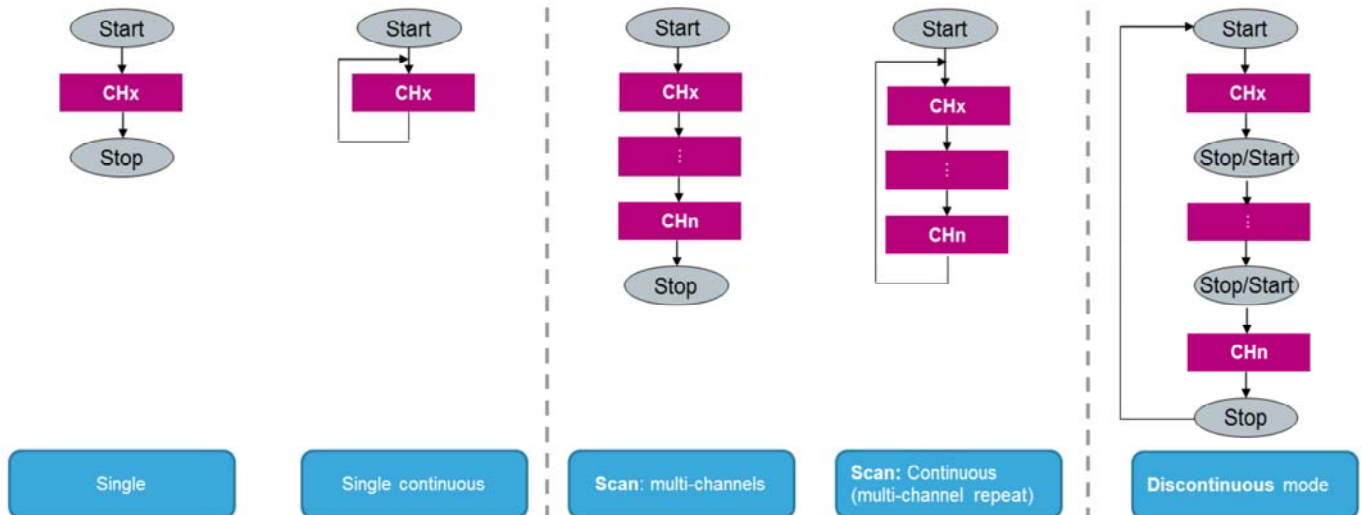 Start
CHx
Stop
Single
Start
CHx
Single continuous
Start
CHx
⋮
CHn
Stop
Scan: multi-channels
Start
CHx
⋮
CHn
Scan: Continuous
(multi-channel repeat)
Start
CHx
Stop/Start
⋮
Stop/Start
CHn
Stop
Discontinuous mode